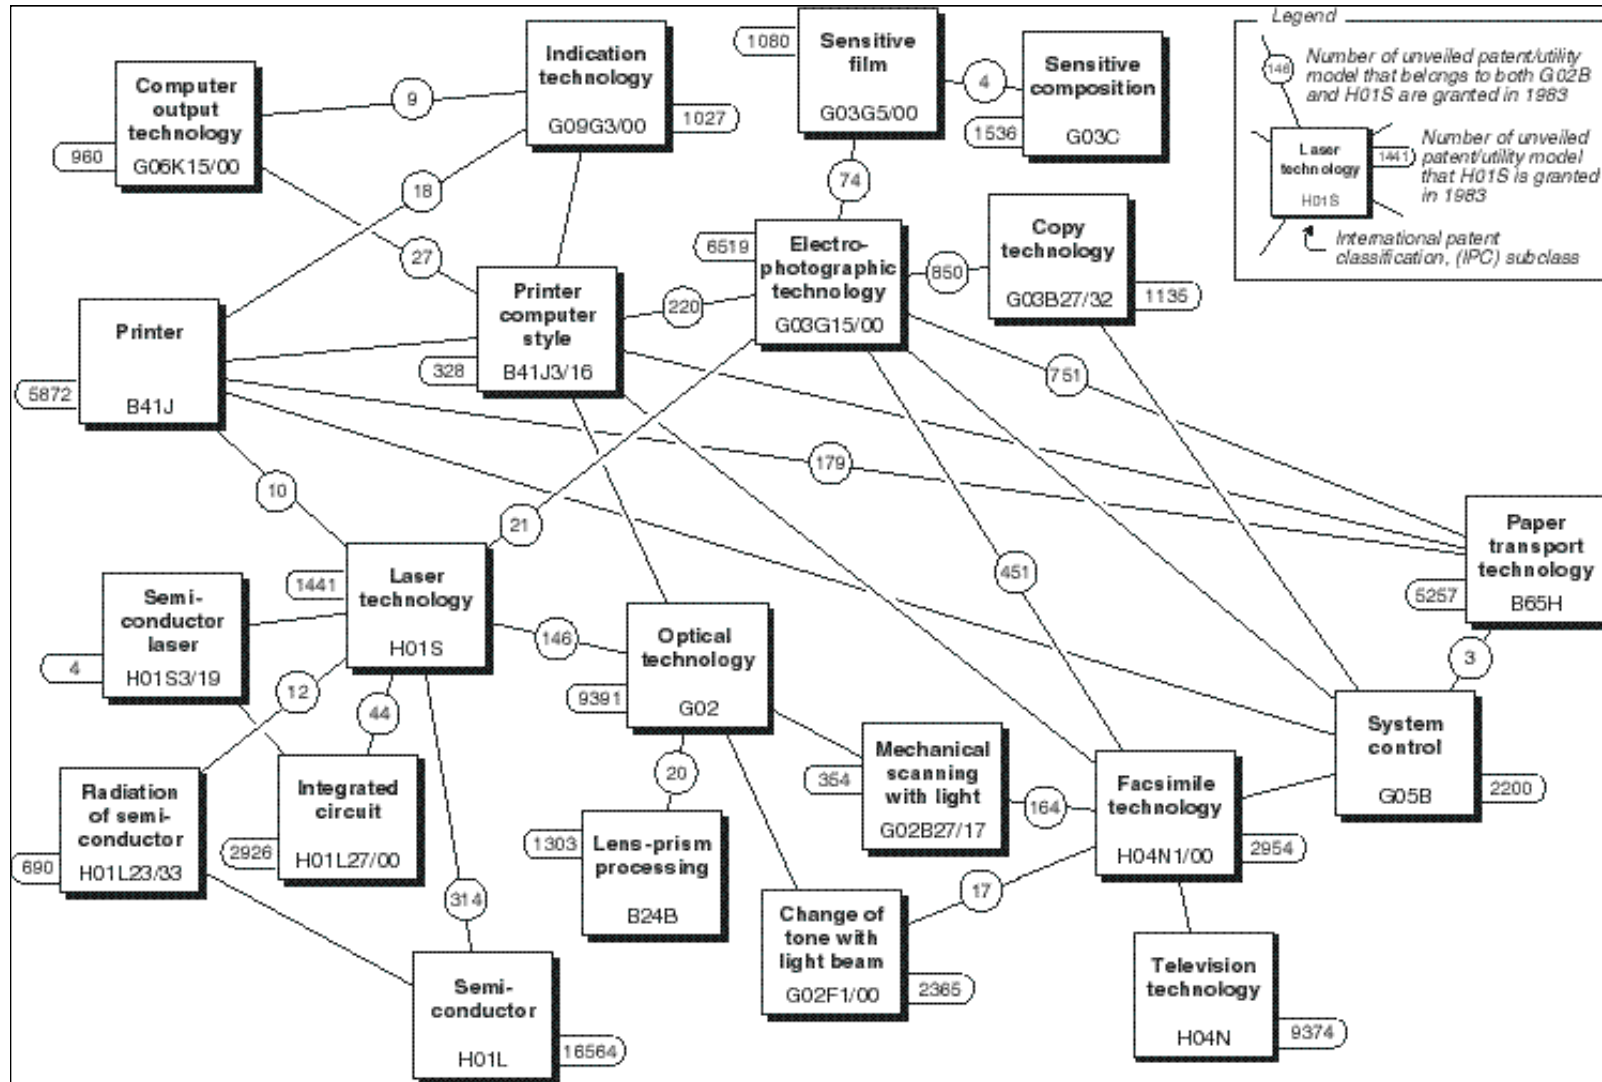 Legend
146
Number of unveiled patent/utility
model that belongs to both G02B
and H01S are granted in 1983
Laser
technology
H01S
1441
Number of unveiled
patent/utility model
that H01S is granted
in 1983
International patent
classification, (IPC) subclass
Computer
output
technology
G06K15/00
960
9
Indication
technology
G09G3/00
1027
1080
Sensitive
film
G03G5/00
4
Sensitive
composition
G03C
1536
18
27
74
Printer
B41J
5872
Printer
computer
style
B41J3/16
328
220
6519
Electro-
photographic
technology
G03G15/00
850
Copy
technology
G03B27/32
1135
751
179
10
21
451
Paper
transport
technology
B65H
5257
3
Semi-
conductor
laser
H01S3/19
4
1441
Laser
technology
H01S
146
Optical
technology
G02
9391
12
44
20
System
control
G05B
2200
Radiation
of semi-
conductor
H01L23/33
690
Integrated
circuit
H01L27/00
2926
314
Lens-prism
processing
B24B
1303
Mechanical
scanning
with light
G02B27/17
354
164
Facsimile
technology
H04N1/00
2954
17
Change of
tone with
light beam
G02F1/00
2365
Semi-
conductor
H01L
16564
Television
technology
H04N
9374